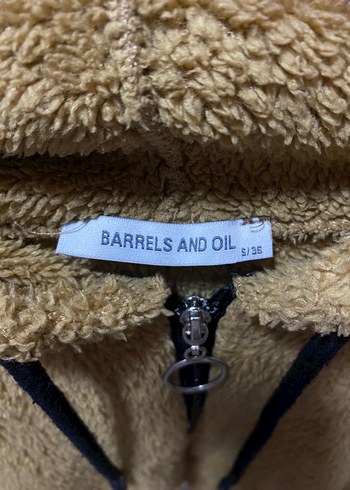 BARRELS AND OIL
S/36